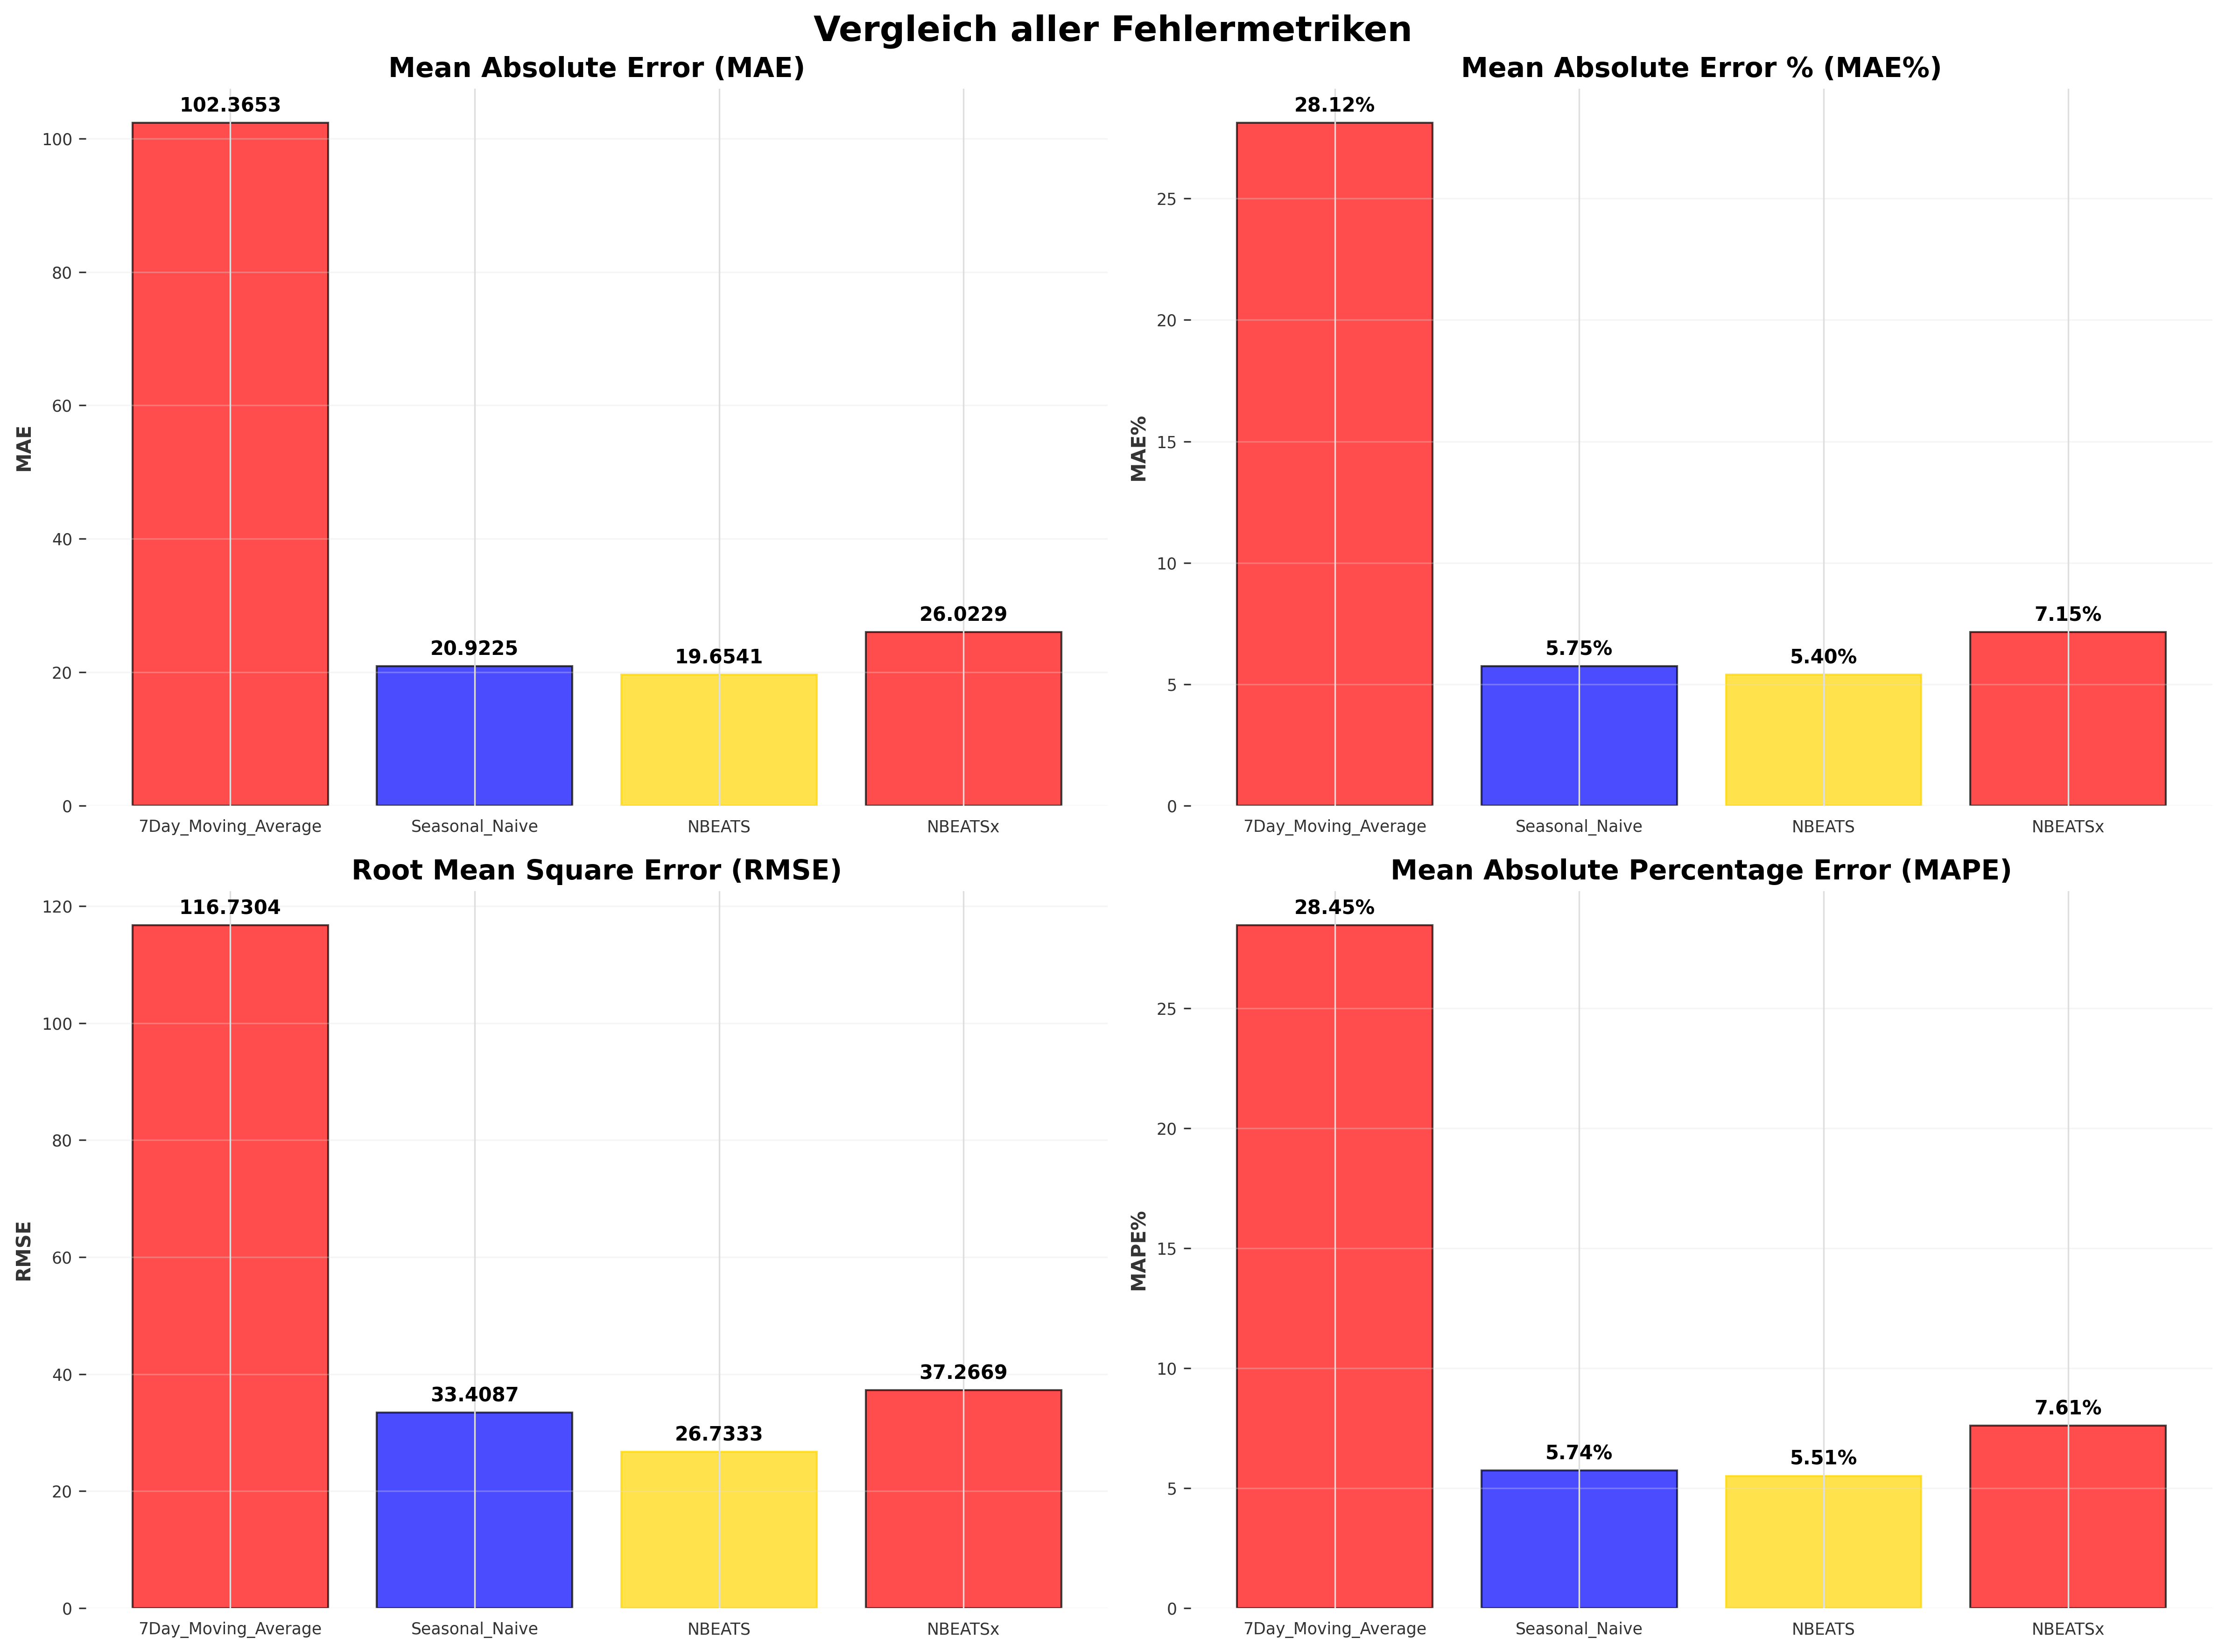 Vergleich aller Fehlermetriken
Mean Absolute Error (MAE)
102.3653
100
80
60
40
20
0
MAE
20.9225
19.6541
26.0229
7Day_Moving_Average
Seasonal_Naive
NBEATS
NBEATSx
Mean Absolute Error % (MAE%)
28.12%
25
20
15
10
5
0
MAE%
5.75%
5.40%
7.15%
7Day_Moving_Average
Seasonal_Naive
NBEATS
NBEATSx
Root Mean Square Error (RMSE)
116.7304
120
100
80
60
40
20
0
RMSE
33.4087
26.7333
37.2669
7Day_Moving_Average
Seasonal_Naive
NBEATS
NBEATSx
Mean Absolute Percentage Error (MAPE)
28.45%
25
20
15
10
5
0
MAPE%
5.74%
5.51%
7.61%
7Day_Moving_Average
Seasonal_Naive
NBEATS
NBEATSx